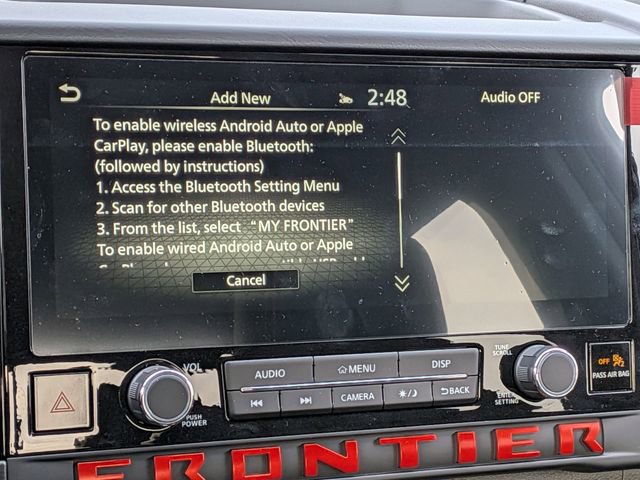 Add New 2:48 Audio OFF
To enable wireless Android Auto or Apple
CarPlay, please enable Bluetooth:
(followed by instructions)
1. Access the Bluetooth Setting Menu
2. Scan for other Bluetooth devices
3. From the list, select "MY FRONTIER"
To enable wired Android Auto or Apple
Cancel
VOL
PUSH
POWER
AUDIO MENU DISP
CAMERA BACK
TUNE
SCROLL
ENTER
SETTING
OFF
PASS AIR BAG
FRONTIER